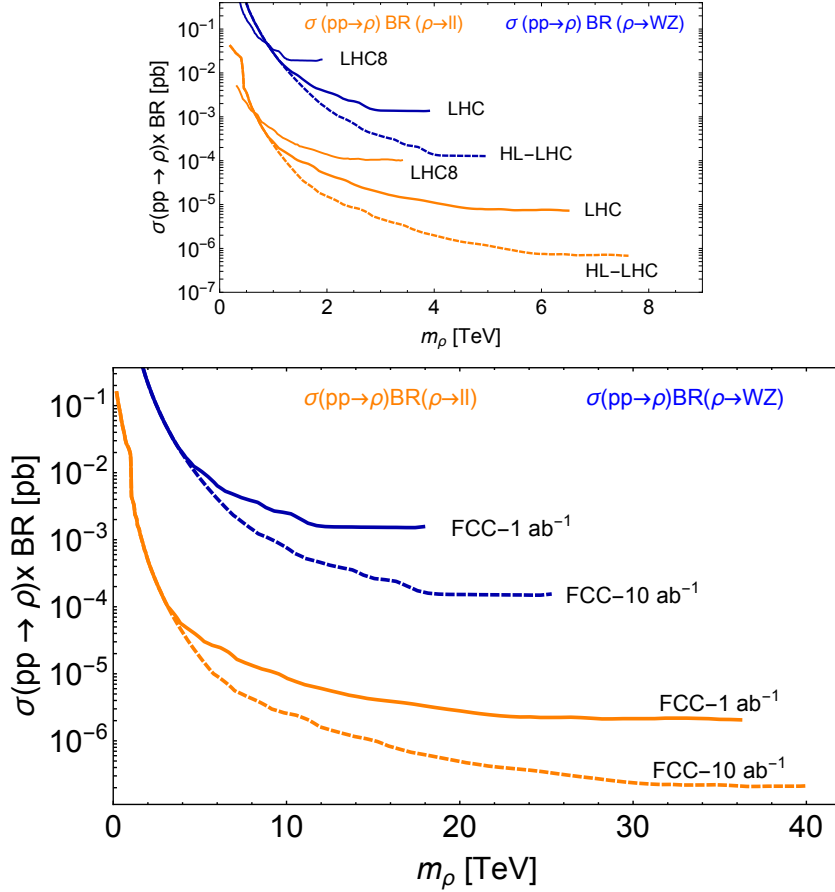 σ (pp→ρ) BR (ρ→ll) σ (pp→ρ) BR (ρ→WZ)
10⁻¹
10⁻²
10⁻³
10⁻⁴
10⁻⁵
10⁻⁶
10⁻⁷
σ(pp → ρ)x BR [pb]
LHC8
LHC
HL−LHC
LHC8
LHC
HL−LHC
0 2 4 6 8
mρ [TeV]
σ(pp→ρ)BR(ρ→ll) σ(pp→ρ)BR(ρ→WZ)
10⁻¹
10⁻²
10⁻³
10⁻⁴
10⁻⁵
10⁻⁶
σ(pp → ρ)x BR [pb]
FCC−1 ab⁻¹
FCC−10 ab⁻¹
FCC−1 ab⁻¹
FCC−10 ab⁻¹
0 10 20 30 40
mρ [TeV]